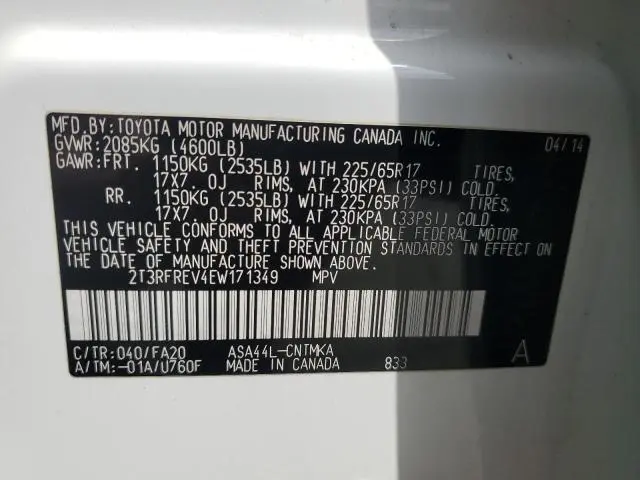 MFD.BY:TOYOTA MOTOR MANUFACTURING CANADA INC. 04/14
GVWR:2085KG (4600LB)
GAWR:FRT. 1150KG (2535LB) WITH 225/65R17 TIRES,
17X7.0J RIMS, AT 230KPA (33PSI) COLD.
RR. 1150KG (2535LB) WITH 225/65R17 TIRES,
17X7.0J RIMS, AT 230KPA (33PSI) COLD.
THIS VEHICLE CONFORMS TO ALL APPLICABLE FEDERAL MOTOR
VEHICLE SAFETY AND THEFT PREVENTION STANDARDS IN EFFECT ON
THE DATE OF MANUFACTURE SHOWN ABOVE.
2T3RFREV4EW171349 MPV
C/TR:040/FA20 ASA44L-CNTMKA A
A/TM:-01A/U760F MADE IN CANADA 833